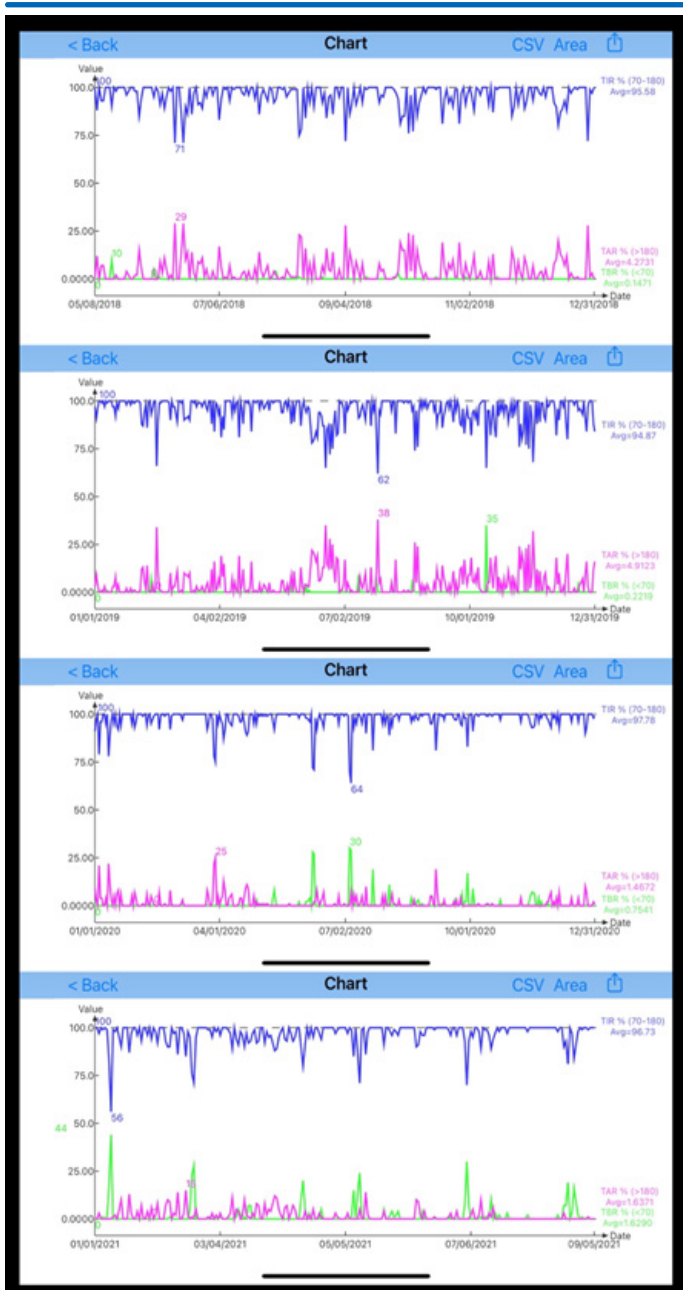 < Back Chart CSV Area
Value
100
100.0
TIR % (70-180)
Avg=95.58
75.0
71
50.0
29
25.00
10
TAR % (>180)
Avg=4.2731
TBR % (<70)
Avg=0.1471
0.0000
0
Date
05/08/2018 07/06/2018 09/04/2018 11/02/2018 12/31/2018
< Back Chart CSV Area
Value
100
100.0
TIR % (70-180)
Avg=94.87
75.0
62
50.0
38 35
25.00
TAR % (>180)
Avg=4.9123
TBR % (<70)
Avg=0.2219
0.0000
0
Date
01/01/2019 04/02/2019 07/02/2019 10/01/2019 12/31/2019
< Back Chart CSV Area
Value
100
100.0
TIR % (70-180)
Avg=97.78
75.0
64
50.0
30
25
25.00
TAR % (>180)
Avg=1.4672
TBR % (<70)
Avg=0.7541
0.0000
0
Date
01/01/2020 04/01/2020 07/02/2020 10/01/2020 12/31/2020
< Back Chart CSV Area
Value
100
100.0
TIR % (70-180)
Avg=96.73
75.0
56
44 50.0
25.00
TAR % (>180)
Avg=1.6371
TBR % (<70)
Avg=1.6290
0.0000
0
Date
01/01/2021 03/04/2021 05/05/2021 07/06/2021 09/05/2021